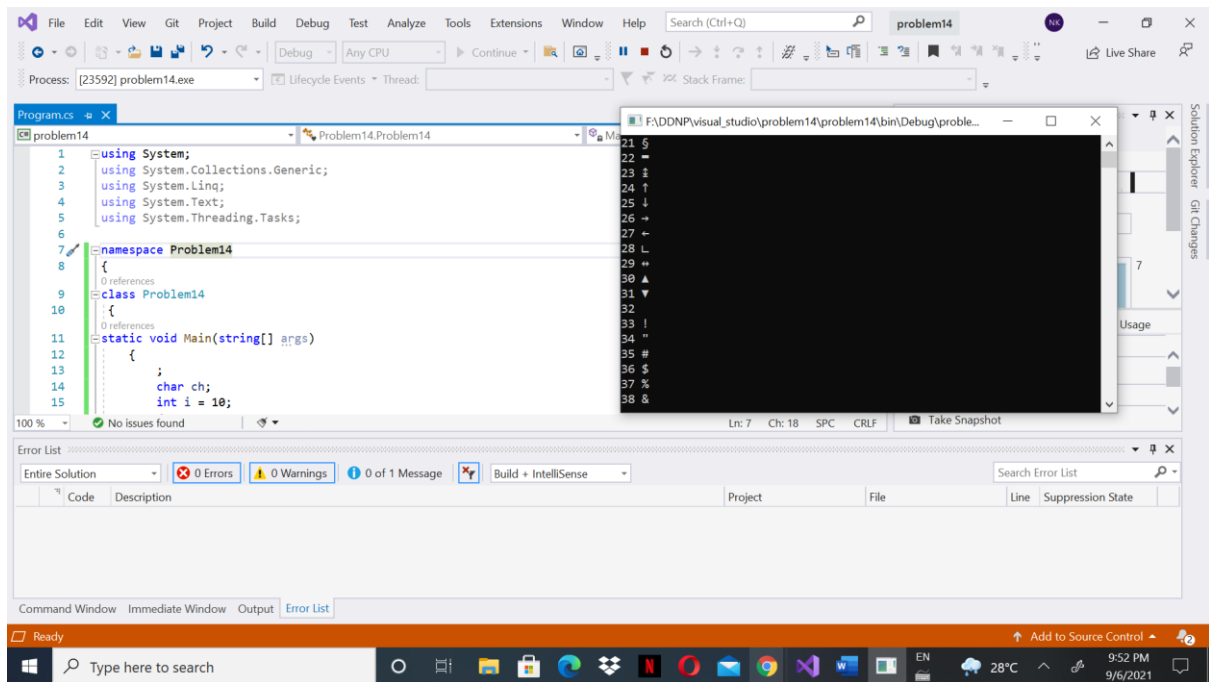 File Edit View Git Project Build Debug Test Analyze Tools Extensions Window Help Search (Ctrl+Q) problem14 NK
Debug Any CPU Continue Live Share
Process: [23592] problem14.exe Lifecycle Events Thread: Stack Frame:
Program.cs
problem14 Problem14.Problem14 Ma
1 using System;
2 using System.Collections.Generic;
3 using System.Linq;
4 using System.Text;
5 using System.Threading.Tasks;
6
7 namespace Problem14
8 {
0 references
9 class Problem14
10 {
0 references
11 static void Main(string[] args)
12 {
13 ;
14 char ch;
15 int i = 10;
F:\DDNP\visual_studio\problem14\problem14\bin\Debug\proble...
21 §
22 ▬
23 ↨
24 ↑
25 ↓
26 →
27 ←
28 ∟
29 ↔
30 ▲
31 ▼
32
33 !
34 "
35 #
36 $
37 %
38 &
7
Usage
Take Snapshot
Solution Explorer
Git Changes
100 % No issues found Ln: 7 Ch: 18 SPC CRLF
Error List
Entire Solution 0 Errors 0 Warnings 0 of 1 Message Build + IntelliSense Search Error List
Code Description Project File Line Suppression State
Command Window Immediate Window Output Error List
Ready Add to Source Control 2
Type here to search EN 28°C 9:52 PM
9/6/2021